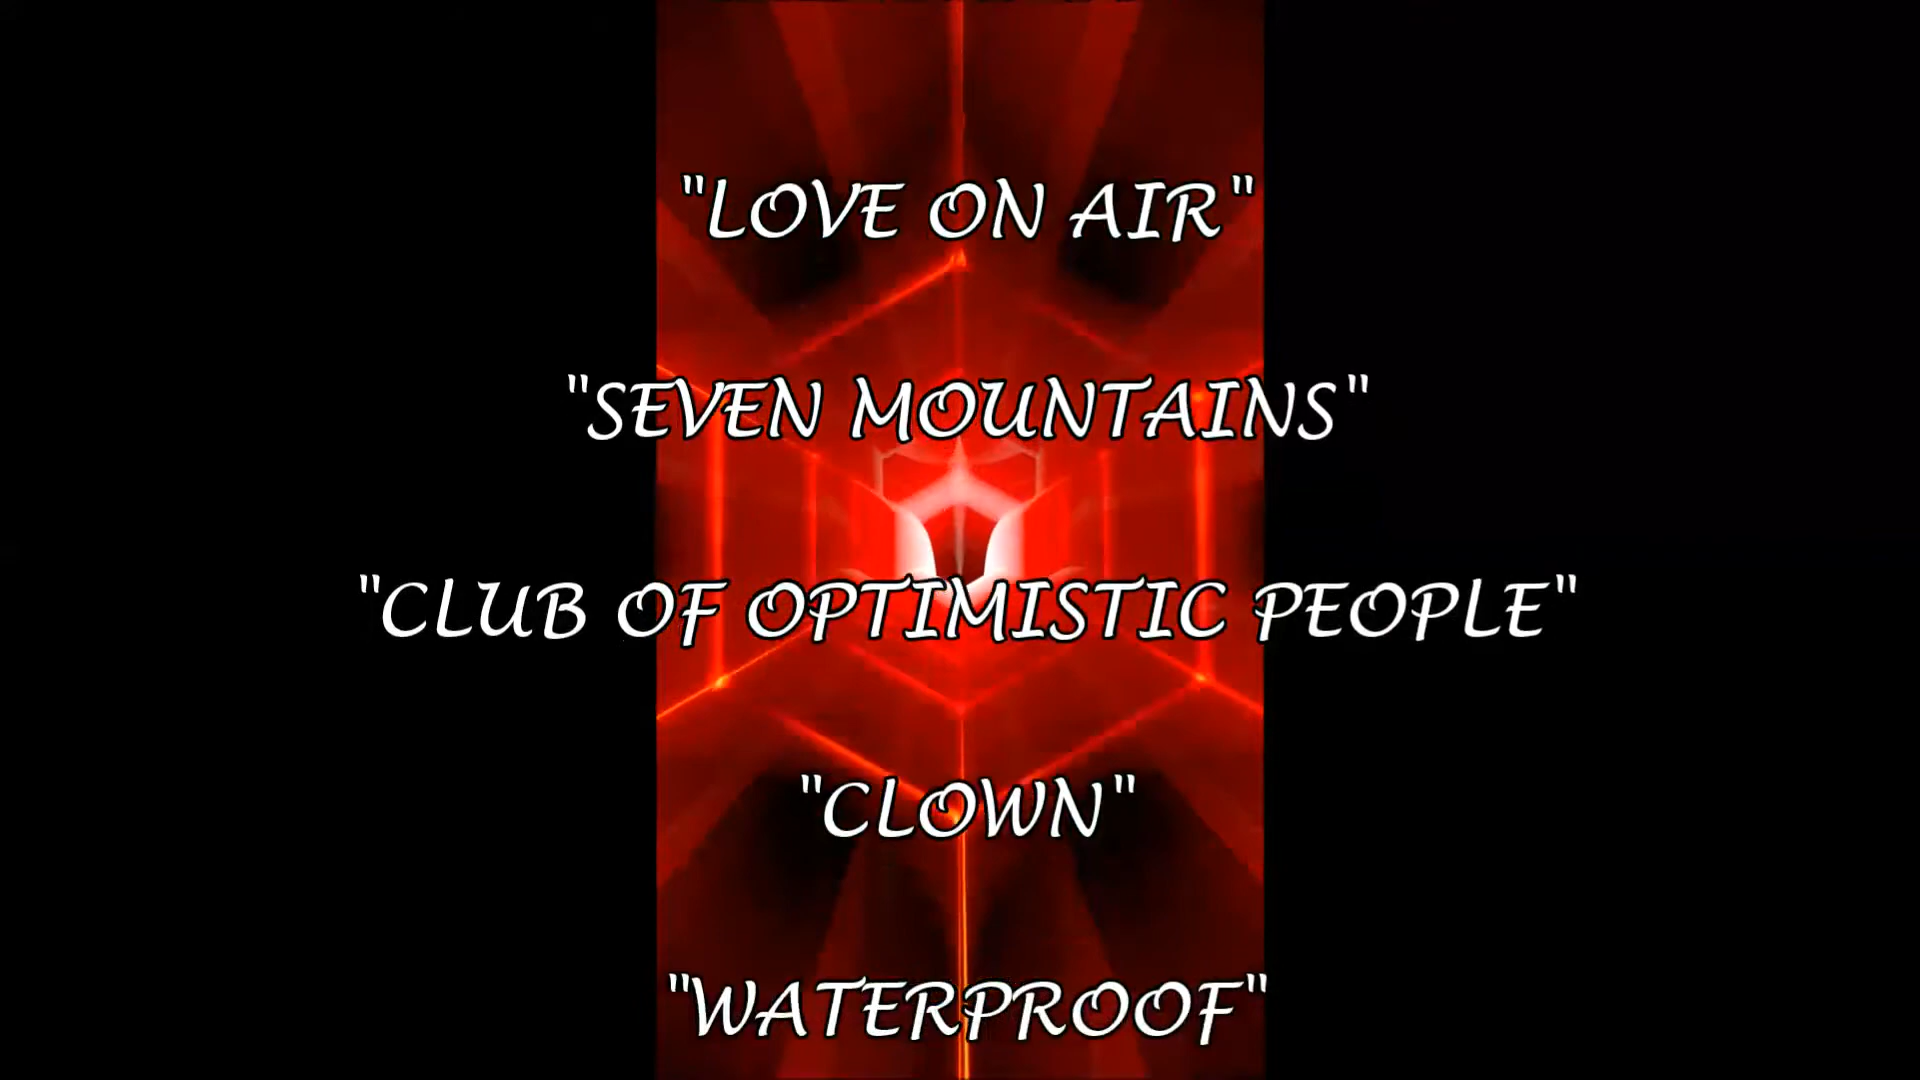 "LOVE ON AIR"
"SEVEN MOUNTAINS"
"CLUB OF OPTIMISTIC PEOPLE"
"CLOWN"
"WATERPROOF"